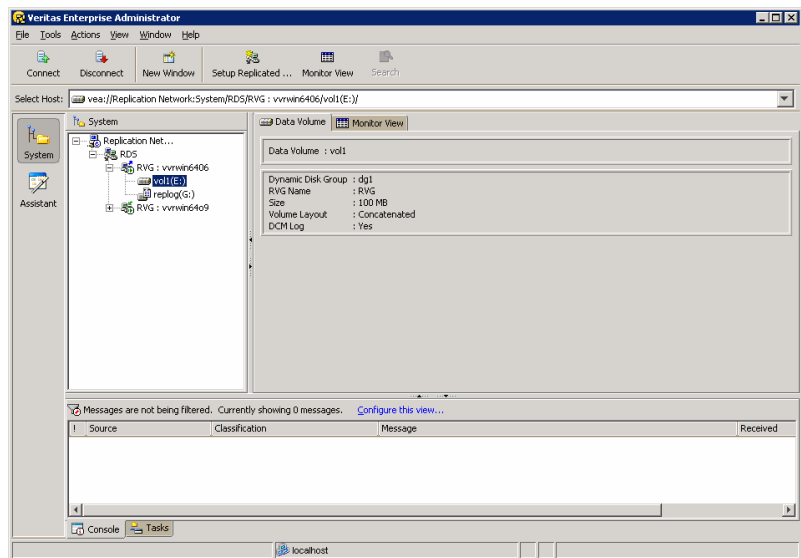 Veritas Enterprise Administrator
File Tools Actions View Window Help
Connect Disconnect New Window Setup Replicated ... Monitor View Search
Select Host: vea://Replication Network:System/RDS/RVG : vvrwin6406/vol1(E:)/
System
Assistant
System
Replication Net...
RDS
RVG : vvrwin6406
vol1(E:)
replog(G:)
RVG : vvrwin64o9
Data Volume Monitor View
Data Volume : vol1
Dynamic Disk Group : dg1
RVG Name : RVG
Size : 100 MB
Volume Layout : Concatenated
DCM Log : Yes
Messages are not being filtered. Currently showing 0 messages. Configure this view...
! Source Classification Message Received
Console Tasks
localhost